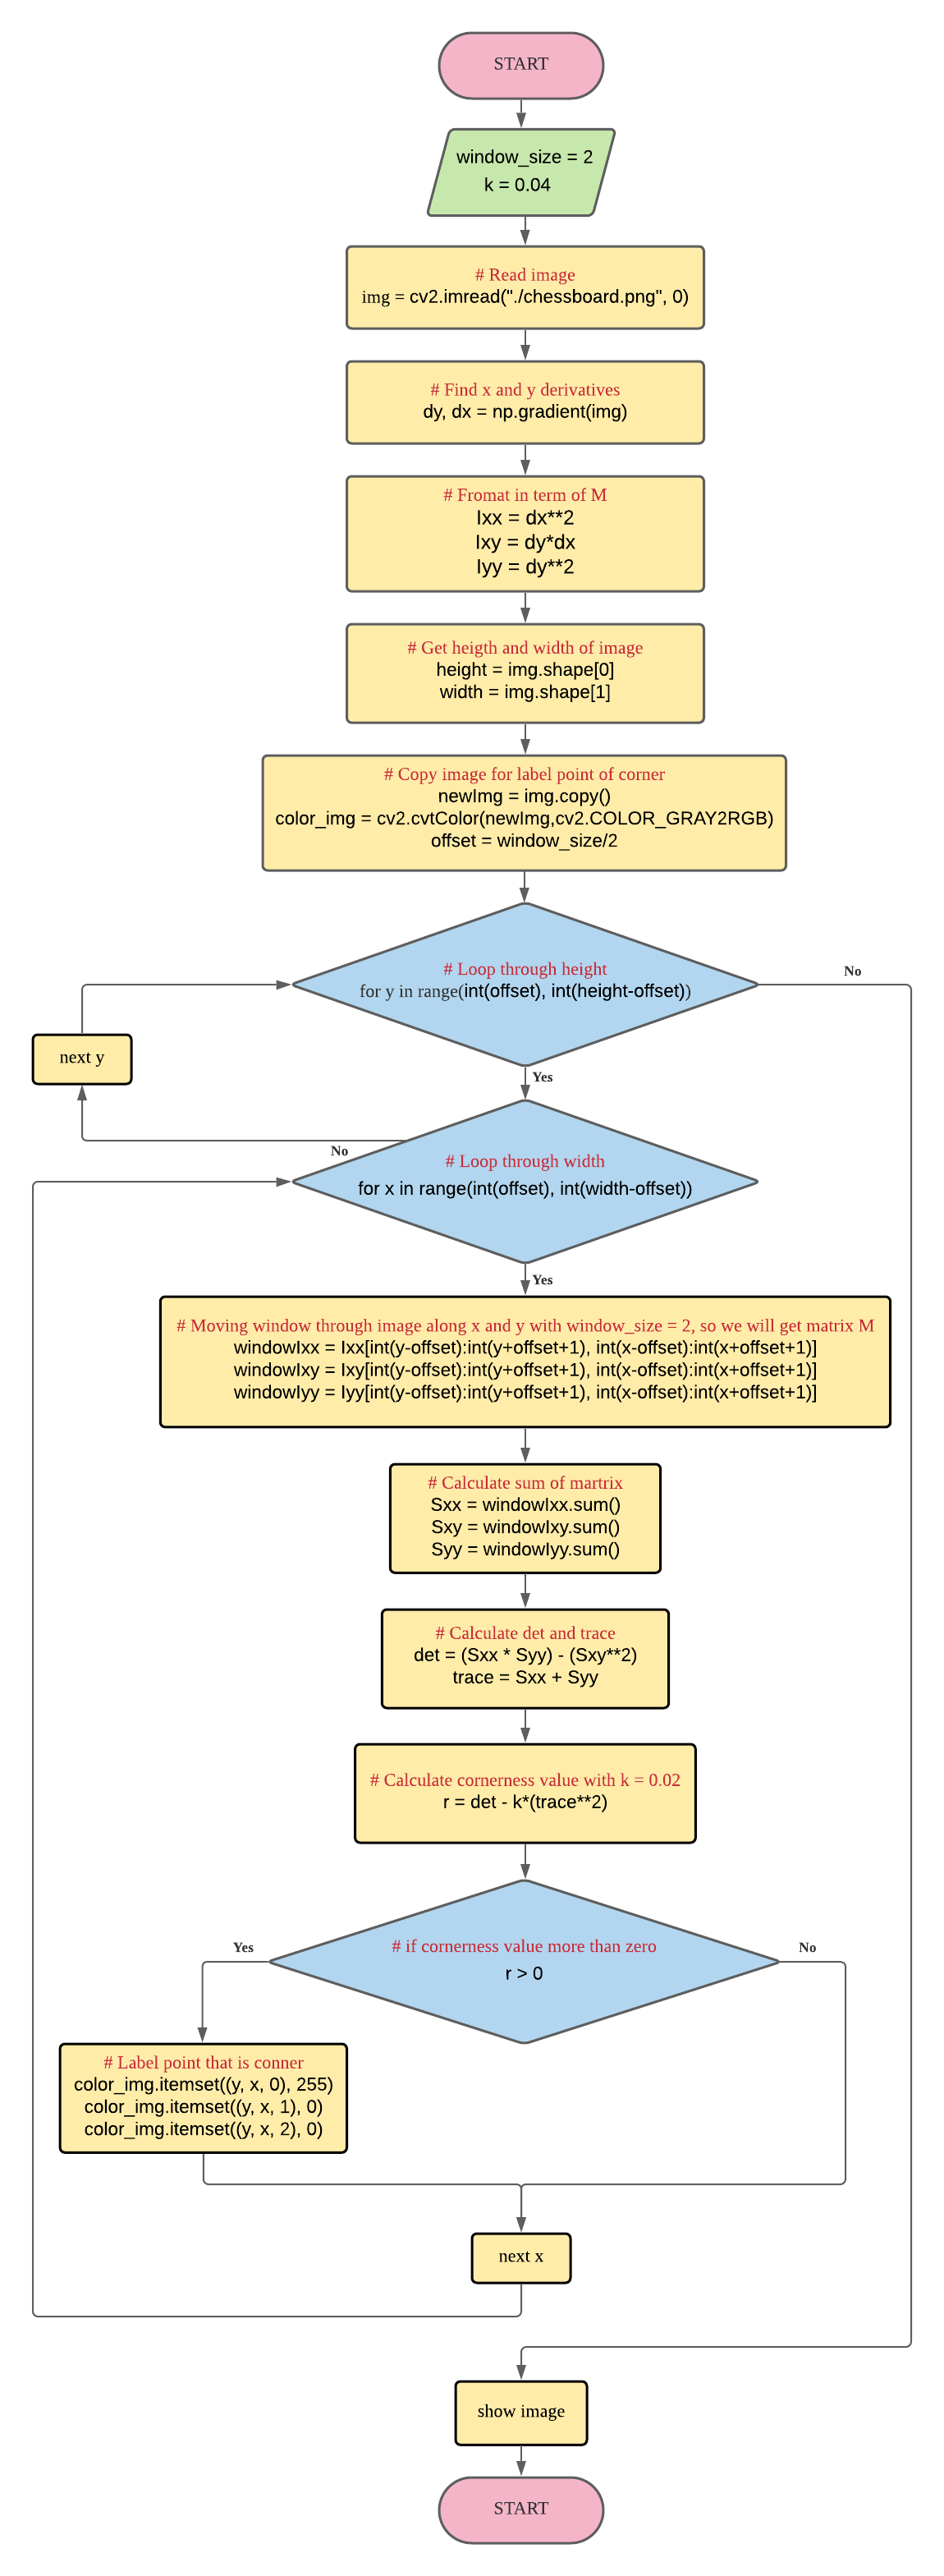 START
window_size = 2
k = 0.04
# Read image
img = cv2.imread("./chessboard.png", 0)
# Find x and y derivatives
dy, dx = np.gradient(img)
# Fromat in term of M
Ixx = dx**2
Ixy = dy*dx
Iyy = dy**2
# Get heigth and width of image
height = img.shape[0]
width = img.shape[1]
# Copy image for label point of corner
newImg = img.copy()
color_img = cv2.cvtColor(newImg,cv2.COLOR_GRAY2RGB)
offset = window_size/2
# Loop through height
for y in range(int(offset), int(height-offset))
No
next y
Yes
No
# Loop through width
for x in range(int(offset), int(width-offset))
Yes
# Moving window through image along x and y with window_size = 2, so we will get matrix M
windowIxx = Ixx[int(y-offset):int(y+offset+1), int(x-offset):int(x+offset+1)]
windowIxy = Ixy[int(y-offset):int(y+offset+1), int(x-offset):int(x+offset+1)]
windowIyy = Iyy[int(y-offset):int(y+offset+1), int(x-offset):int(x+offset+1)]
# Calculate sum of martrix
Sxx = windowIxx.sum()
Sxy = windowIxy.sum()
Syy = windowIyy.sum()
# Calculate det and trace
det = (Sxx * Syy) - (Sxy**2)
trace = Sxx + Syy
# Calculate cornerness value with k = 0.02
r = det - k*(trace**2)
Yes
# if cornerness value more than zero
r > 0
No
# Label point that is conner
color_img.itemset((y, x, 0), 255)
color_img.itemset((y, x, 1), 0)
color_img.itemset((y, x, 2), 0)
next x
show image
START